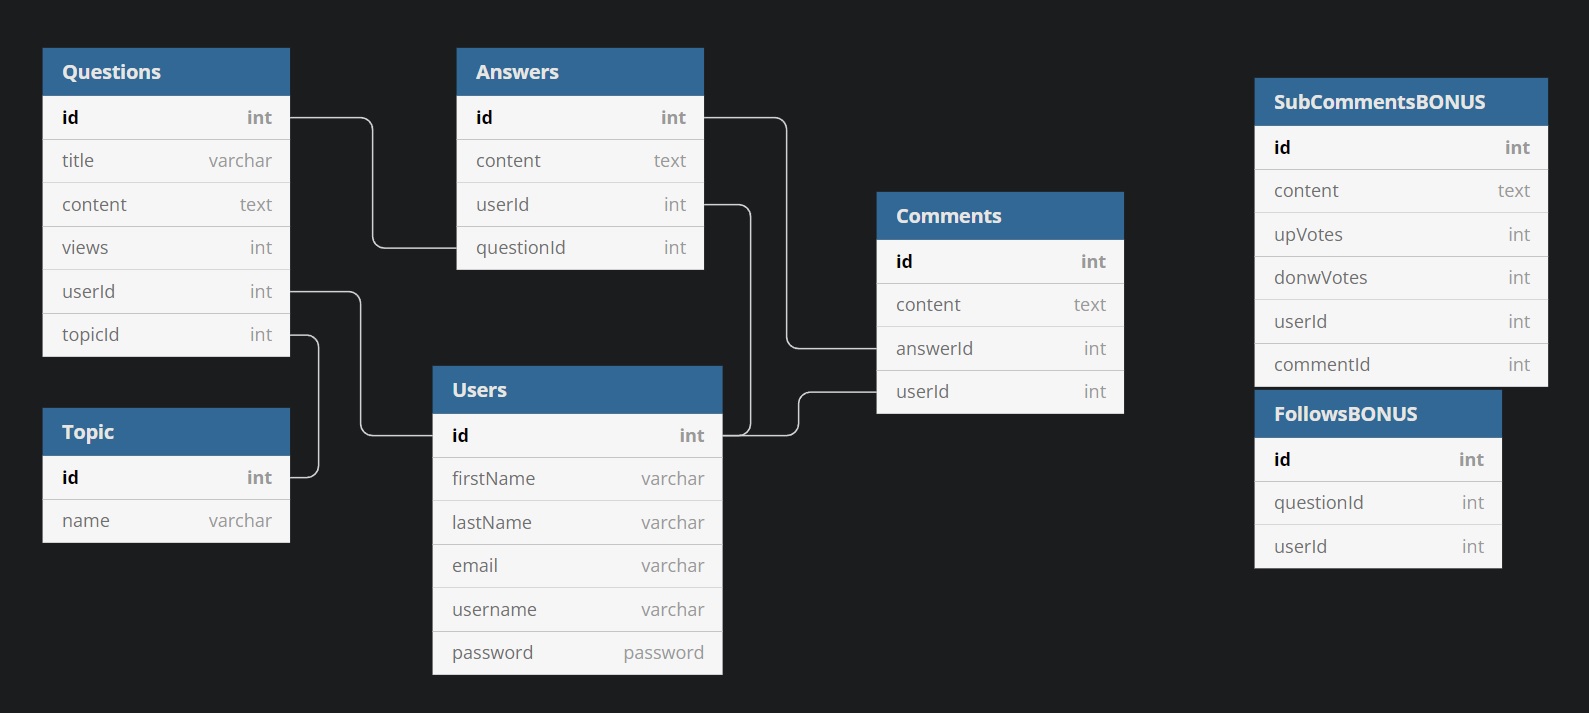 Questions
id int
title varchar
content text
views int
userId int
topicId int
Topic
id int
name varchar
Answers
id int
content text
userId int
questionId int
Users
id int
firstName varchar
lastName varchar
email varchar
username varchar
password password
Comments
id int
content text
answerId int
userId int
SubCommentsBONUS
id int
content text
upVotes int
donwVotes int
userId int
commentId int
FollowsBONUS
id int
questionId int
userId int